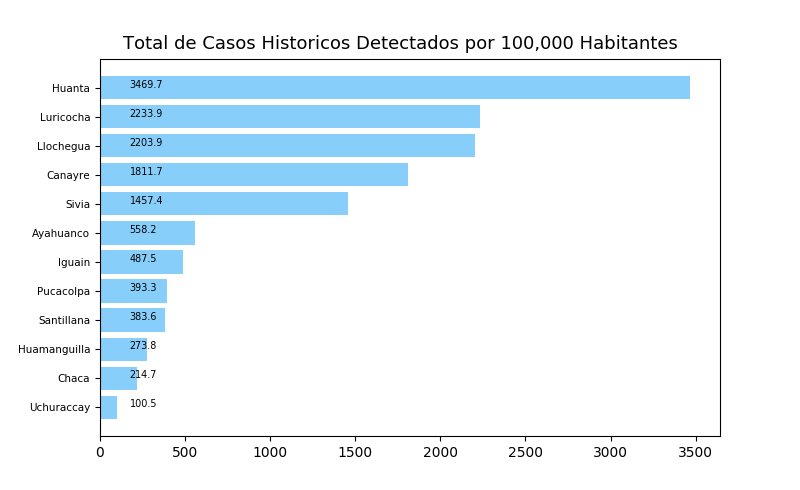 Total de Casos Historicos Detectados por 100,000 Habitantes
Huanta 3469.7
Luricocha 2233.9
Llochegua 2203.9
Canayre 1811.7
Sivia 1457.4
Ayahuanco 558.2
Iguain 487.5
Pucacolpa 393.3
Santillana 383.6
Huamanguilla 273.8
Chaca 214.7
Uchuraccay 100.5
0 500 1000 1500 2000 2500 3000 3500